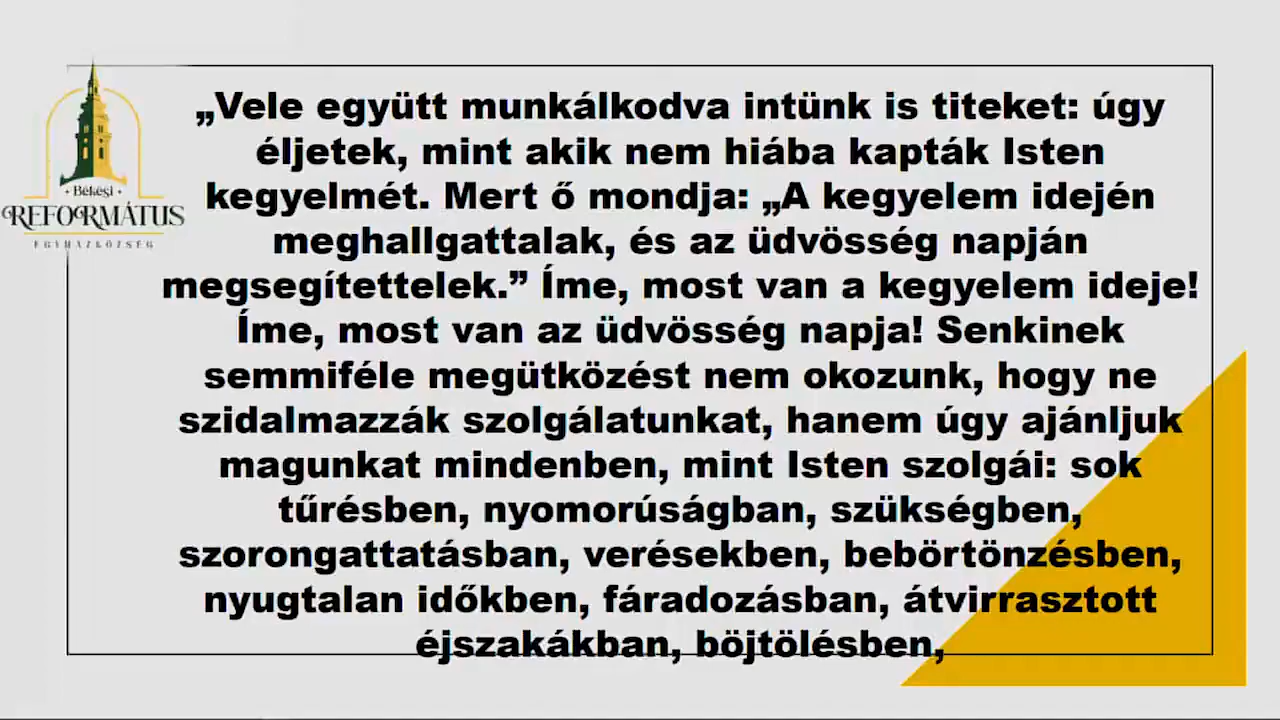 • Békési •
REFORMÁTUS
EGYHÁZKÖZSÉG
„Vele együtt munkálkodva intünk is titeket: úgy
éljetek, mint akik nem hiába kapták Isten
kegyelmét. Mert ő mondja: „A kegyelem idején
meghallgattalak, és az üdvösség napján
megsegítettelek.” Íme, most van a kegyelem ideje!
Íme, most van az üdvösség napja! Senkinek
semmiféle megütközést nem okozunk, hogy ne
szidalmazzák szolgálatunkat, hanem úgy ajánljuk
magunkat mindenben, mint Isten szolgái: sok
tűrésben, nyomorúságban, szükségben,
szorongattatásban, verésekben, bebörtönzésben,
nyugtalan időkben, fáradozásban, átvirrasztott
éjszakákban, böjtölésben,